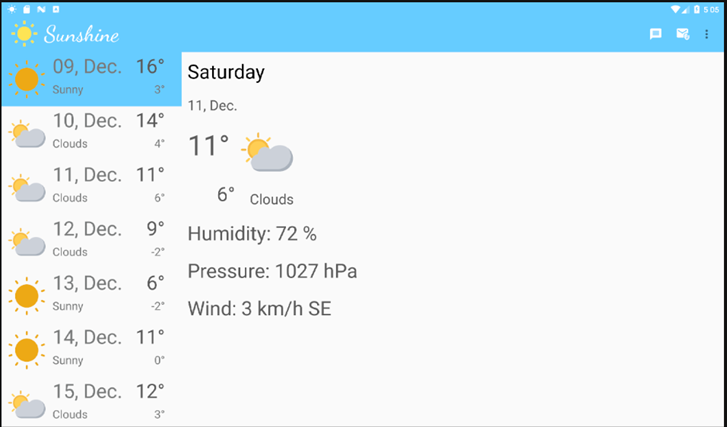 5:05
Sunshine
09, Dec. 16°
Sunny 3°
10, Dec. 14°
Clouds 4°
11, Dec. 11°
Clouds 6°
12, Dec. 9°
Clouds -2°
13, Dec. 6°
Sunny -2°
14, Dec. 11°
Sunny 0°
15, Dec. 12°
Clouds 3°
Saturday
11, Dec.
11°
6° Clouds
Humidity: 72 %
Pressure: 1027 hPa
Wind: 3 km/h SE